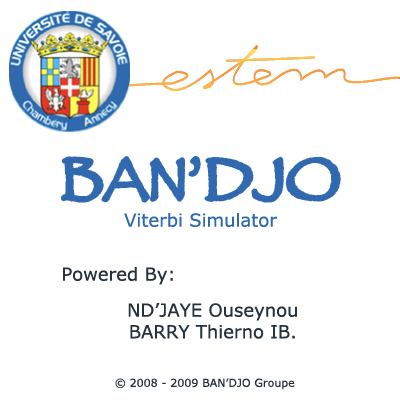 UNIVERSITÉ DE SAVOIE
Chambéry Annecy
estem
BAN'DJO
Viterbi Simulator
Powered By:
ND'JAYE Ouseynou
BARRY Thierno IB.
© 2008 - 2009 BAN'DJO Groupe